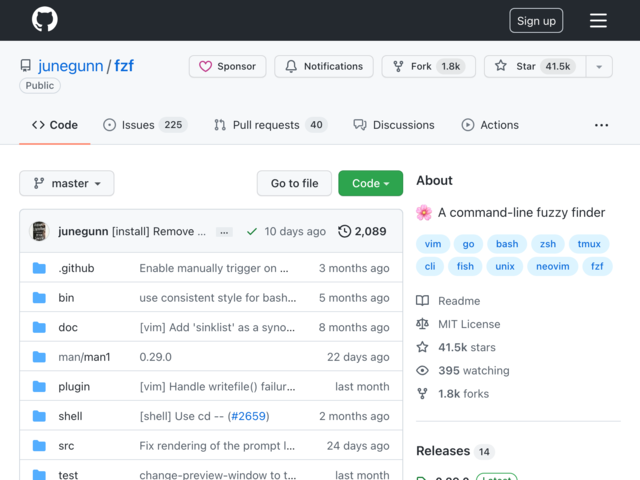 Sign up
junegunn / fzf
Public
Sponsor
Notifications
Fork 1.8k
Star 41.5k
Code
Issues 225
Pull requests 40
Discussions
Actions
master
Go to file
Code
junegunn [install] Remove ... 10 days ago 2,089
.github Enable manually trigger on ... 3 months ago
bin use consistent style for bash... 5 months ago
doc [vim] Add 'sinklist' as a syno... 8 months ago
man/man1 0.29.0 22 days ago
plugin [vim] Handle writefile() failur... last month
shell [shell] Use cd -- (#2659) 2 months ago
src Fix rendering of the prompt l... 24 days ago
test change-preview-window to t... last month
About
🌸 A command-line fuzzy finder
vim go bash zsh tmux
cli fish unix neovim fzf
Readme
MIT License
41.5k stars
395 watching
1.8k forks
Releases 14
0.29.0 Latest